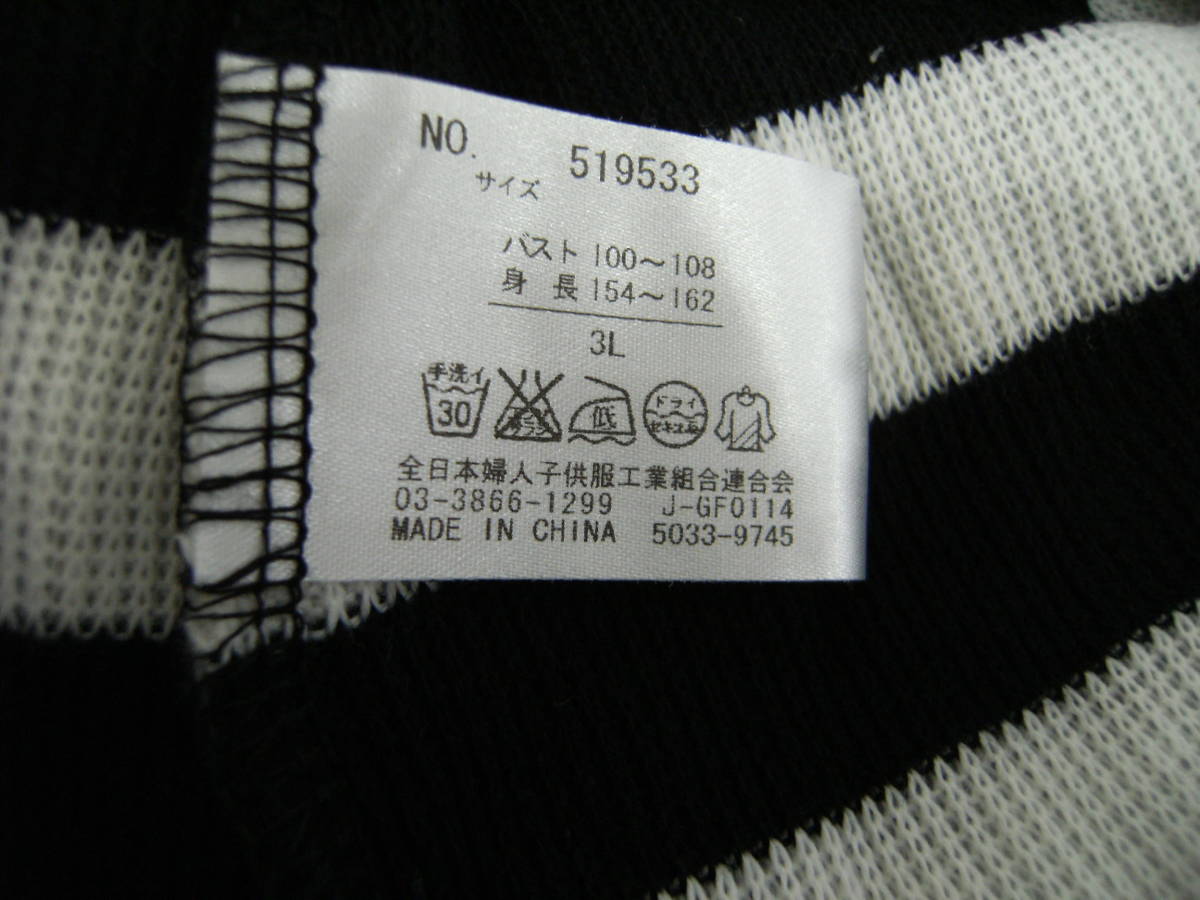 NO. 519533
サイズ
バスト 100～108
身 長 154～162
3L
手洗イ
30
低
ドライ
セキユ系
全日本婦人子供服工業組合連合会
03-3866-1299 J-GF0114
MADE IN CHINA 5033-9745